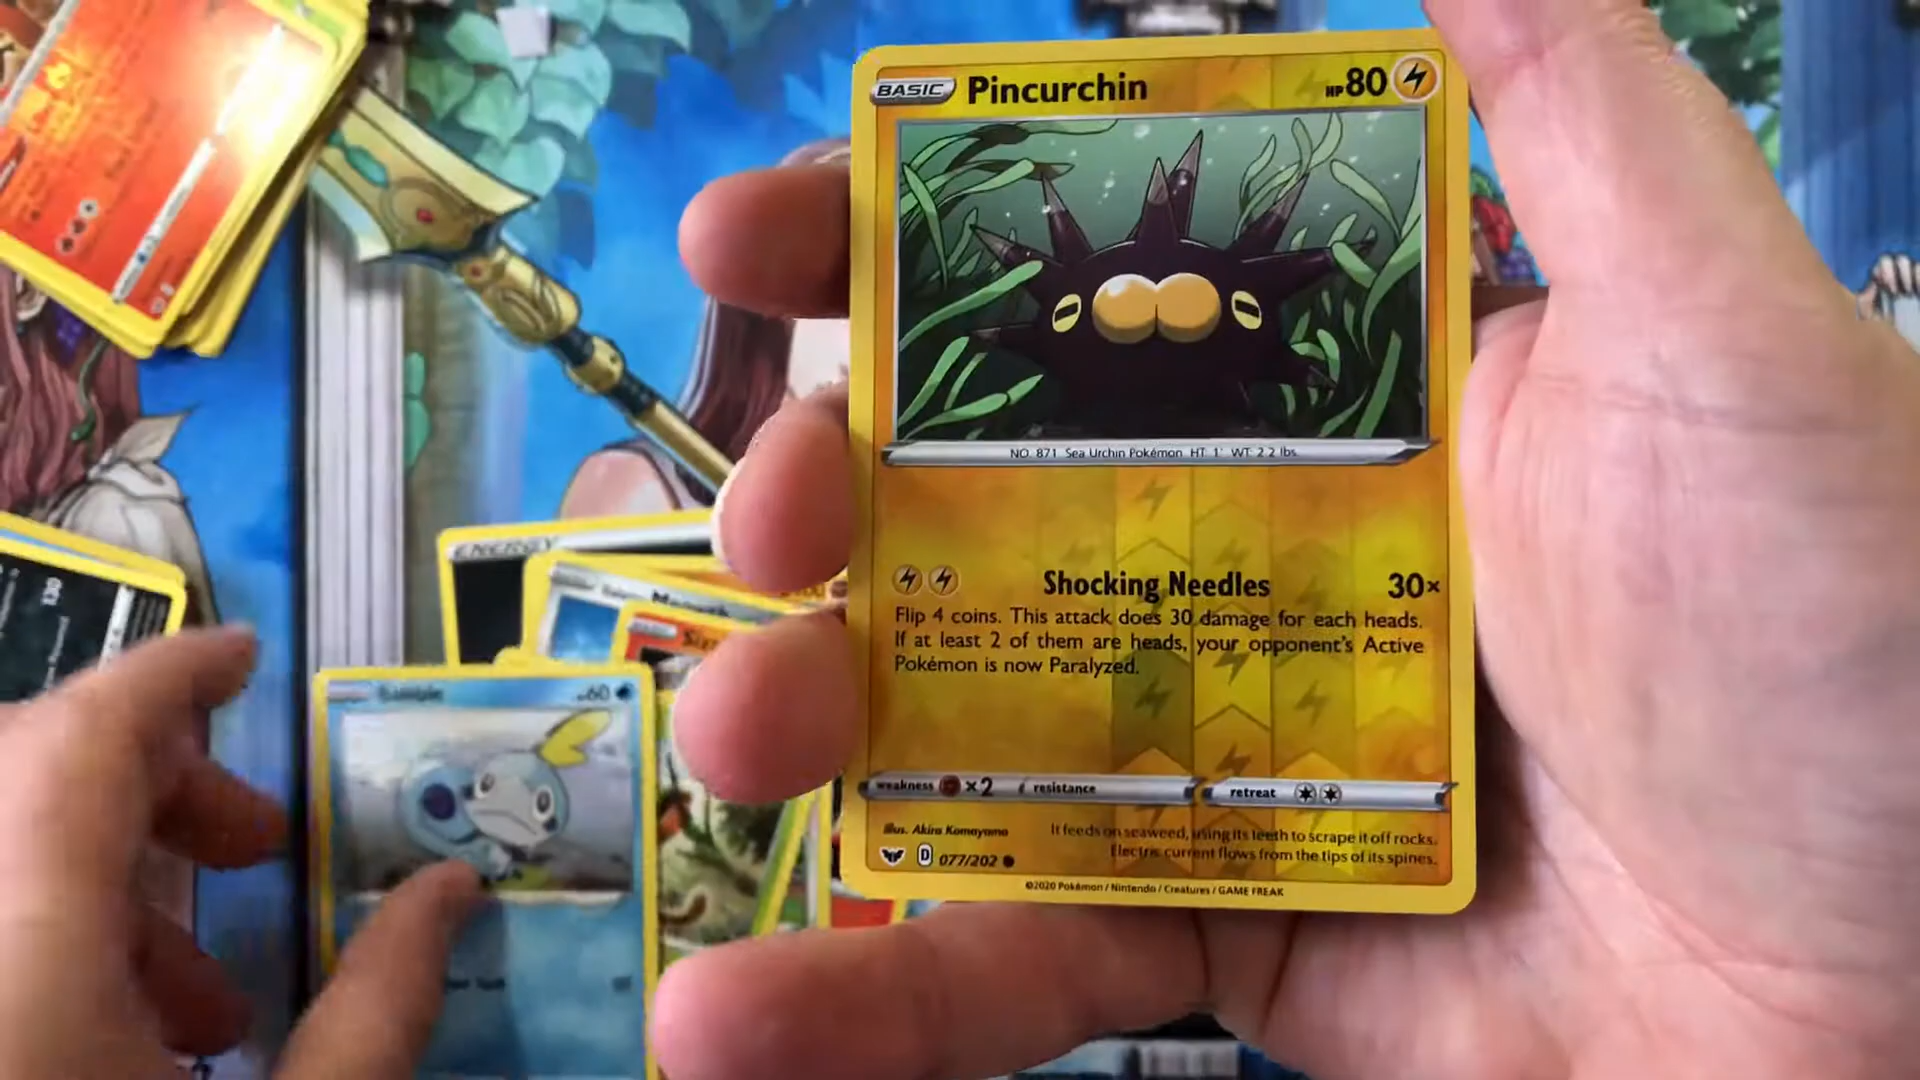 BASIC Pincurchin HP80
NO. 871 Sea Urchin Pokémon HT: 1' WT: 2.2 lbs.
Shocking Needles 30×
Flip 4 coins. This attack does 30 damage for each heads.
If at least 2 of them are heads, your opponent's Active
Pokémon is now Paralyzed.
weakness ×2 resistance retreat
Illus. Akira Komayama
It feeds on seaweed, using its teeth to scrape it off rocks.
Electric current flows from the tips of its spines.
D 077/202
©2020 Pokémon / Nintendo / Creatures / GAME FREAK
ENERGY
60
130